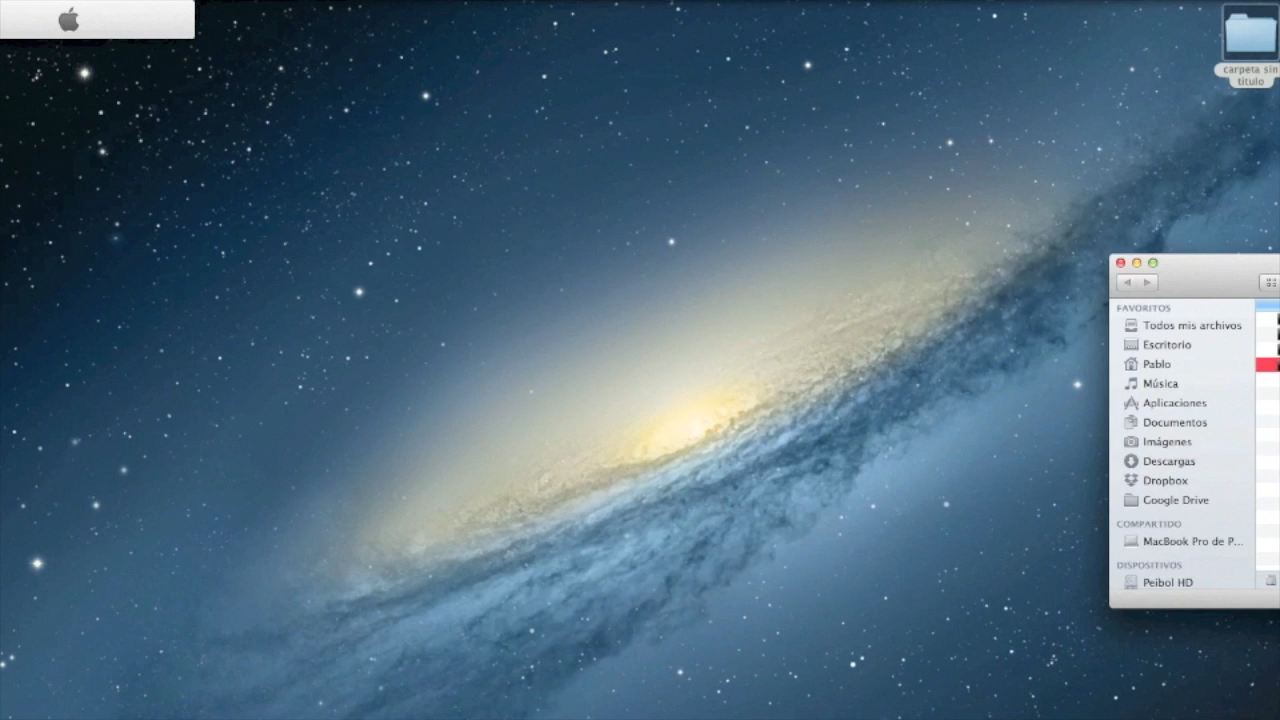 carpeta sin
título
FAVORITOS
Todos mis archivos
Escritorio
Pablo
Música
Aplicaciones
Documentos
Imágenes
Descargas
Dropbox
Google Drive
COMPARTIDO
MacBook Pro de P...
DISPOSITIVOS
Peibol HD